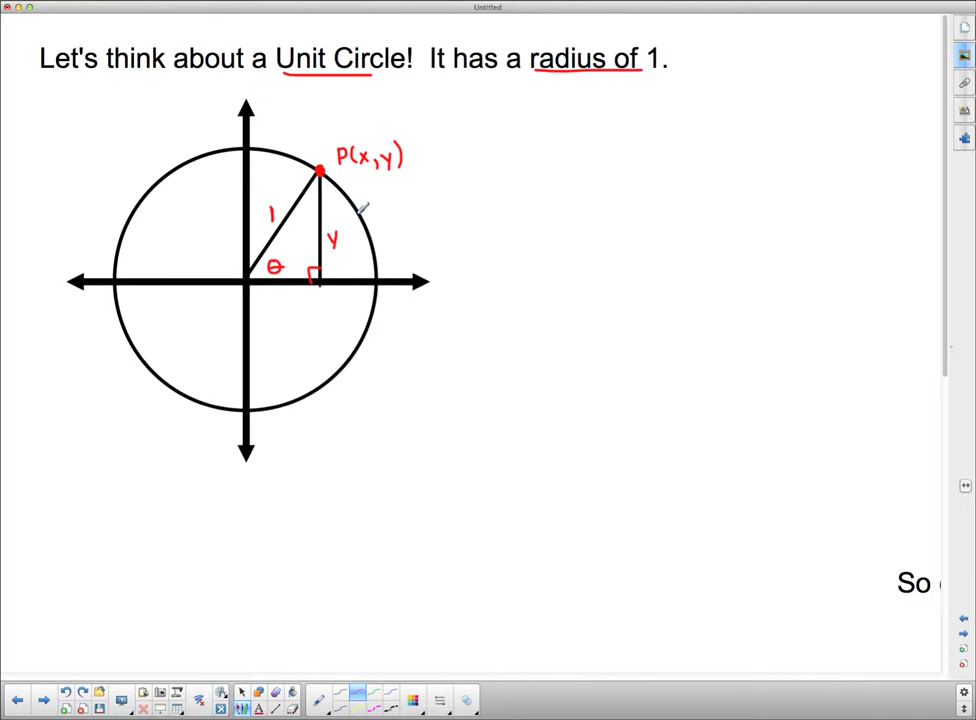 Untitled
Let's think about a Unit Circle! It has a radius of 1.
P(x,y)
1
y
θ
So